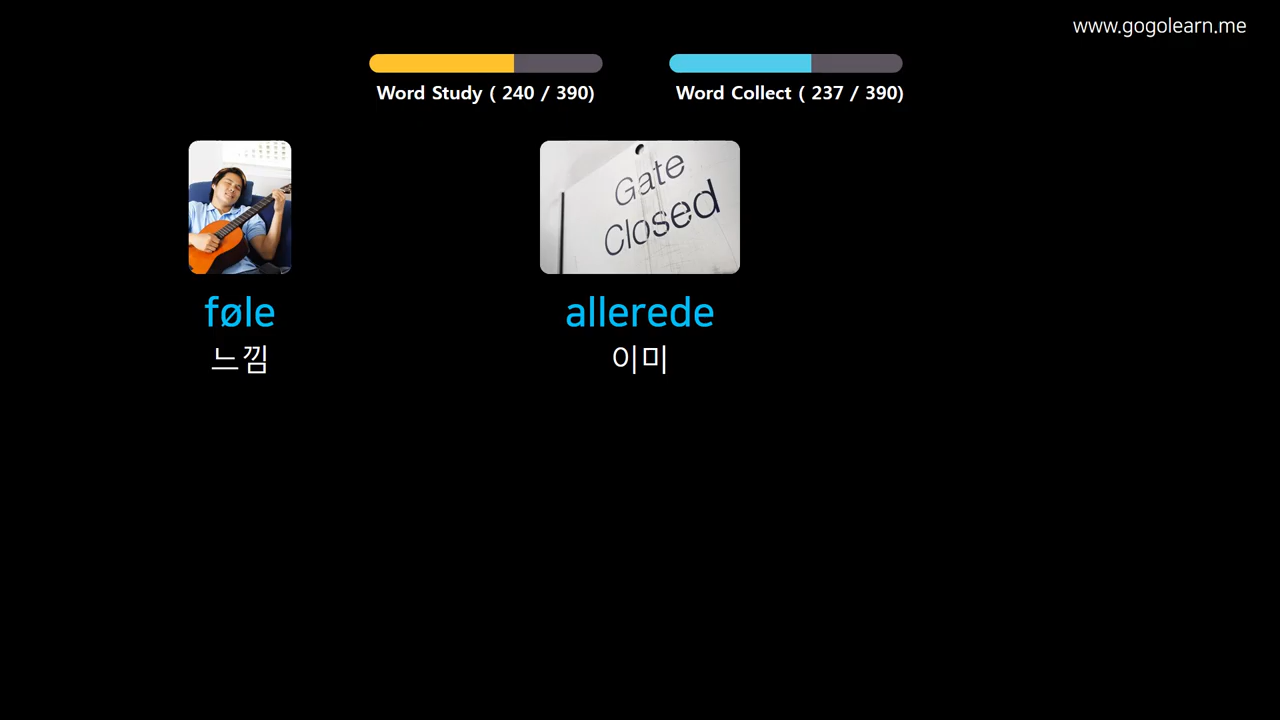 www.gogolearn.me
Word Study ( 240 / 390)
Word Collect ( 237 / 390)
Gate
Closed
føle
allerede
느낌
이미